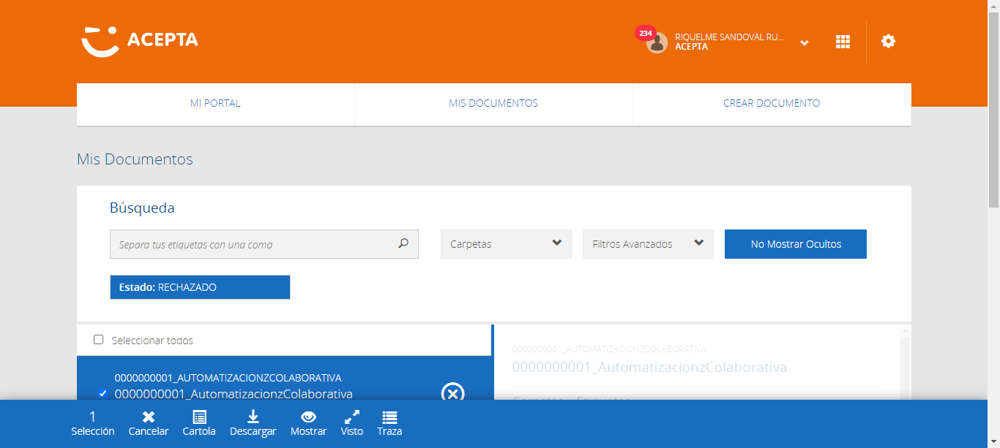 ACEPTA
234
RIQUELME SANDOVAL RU...
ACEPTA
MI PORTAL
MIS DOCUMENTOS
CREAR DOCUMENTO
Mis Documentos
Búsqueda
Separa tus etiquetas con una coma
Carpetas
Filtros Avanzados
No Mostrar Ocultos
Estado: RECHAZADO
Seleccionar todos
0000000001_AUTOMATIZACIONZCOLABORATIVA
0000000001_AutomatizacionzColaborativa
0000000001_AUTOMATIZACIONZCOLABORATIVA
0000000001_AutomatizacionzColaborativa
Carpetas y Etiquetas
1
Selección
Cancelar
Cartola
Descargar
Mostrar
Visto
Traza